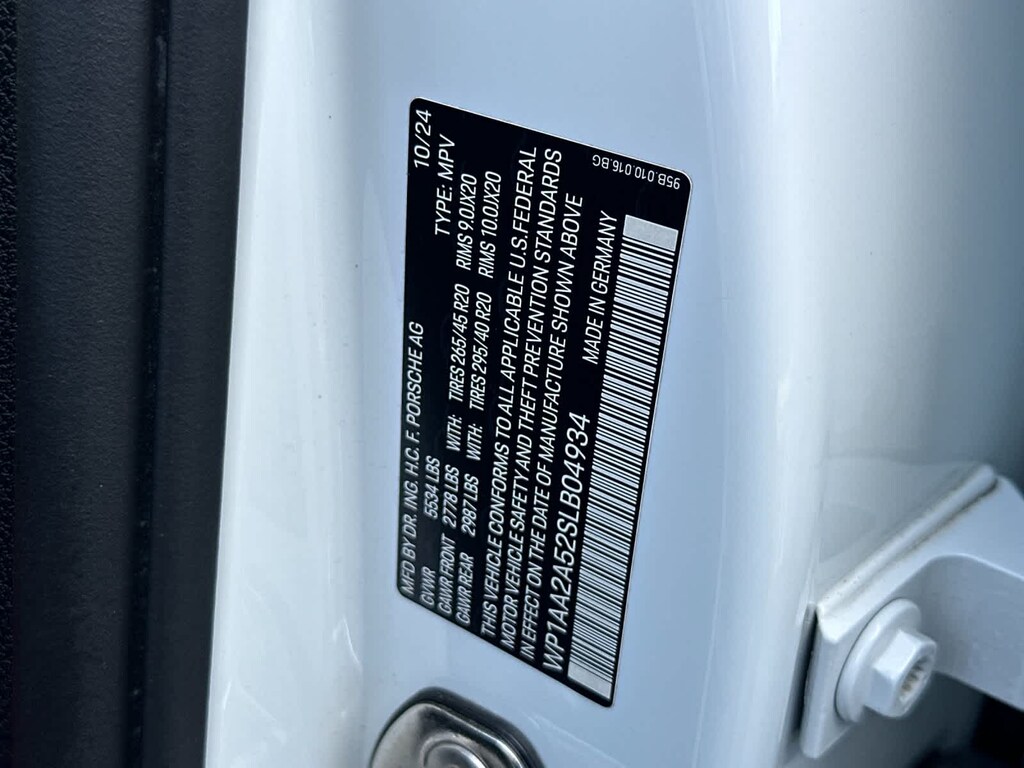 MFD BY DR. ING. H.C. F. PORSCHE AG 10/24
GVWR 5534 LBS TYPE: MPV
GAWR FRONT 2778 LBS WITH: TIRES 265/45 R20 RIMS 9.0JX20
GAWR REAR 2987 LBS WITH: TIRES 295/40 R20 RIMS 10.0JX20
THIS VEHICLE CONFORMS TO ALL APPLICABLE U.S. FEDERAL
MOTOR VEHICLE SAFETY AND THEFT PREVENTION STANDARDS
IN EFFECT ON THE DATE OF MANUFACTURE SHOWN ABOVE
WP1AA2A52SLB04934 MADE IN GERMANY
95B.010.016.BG